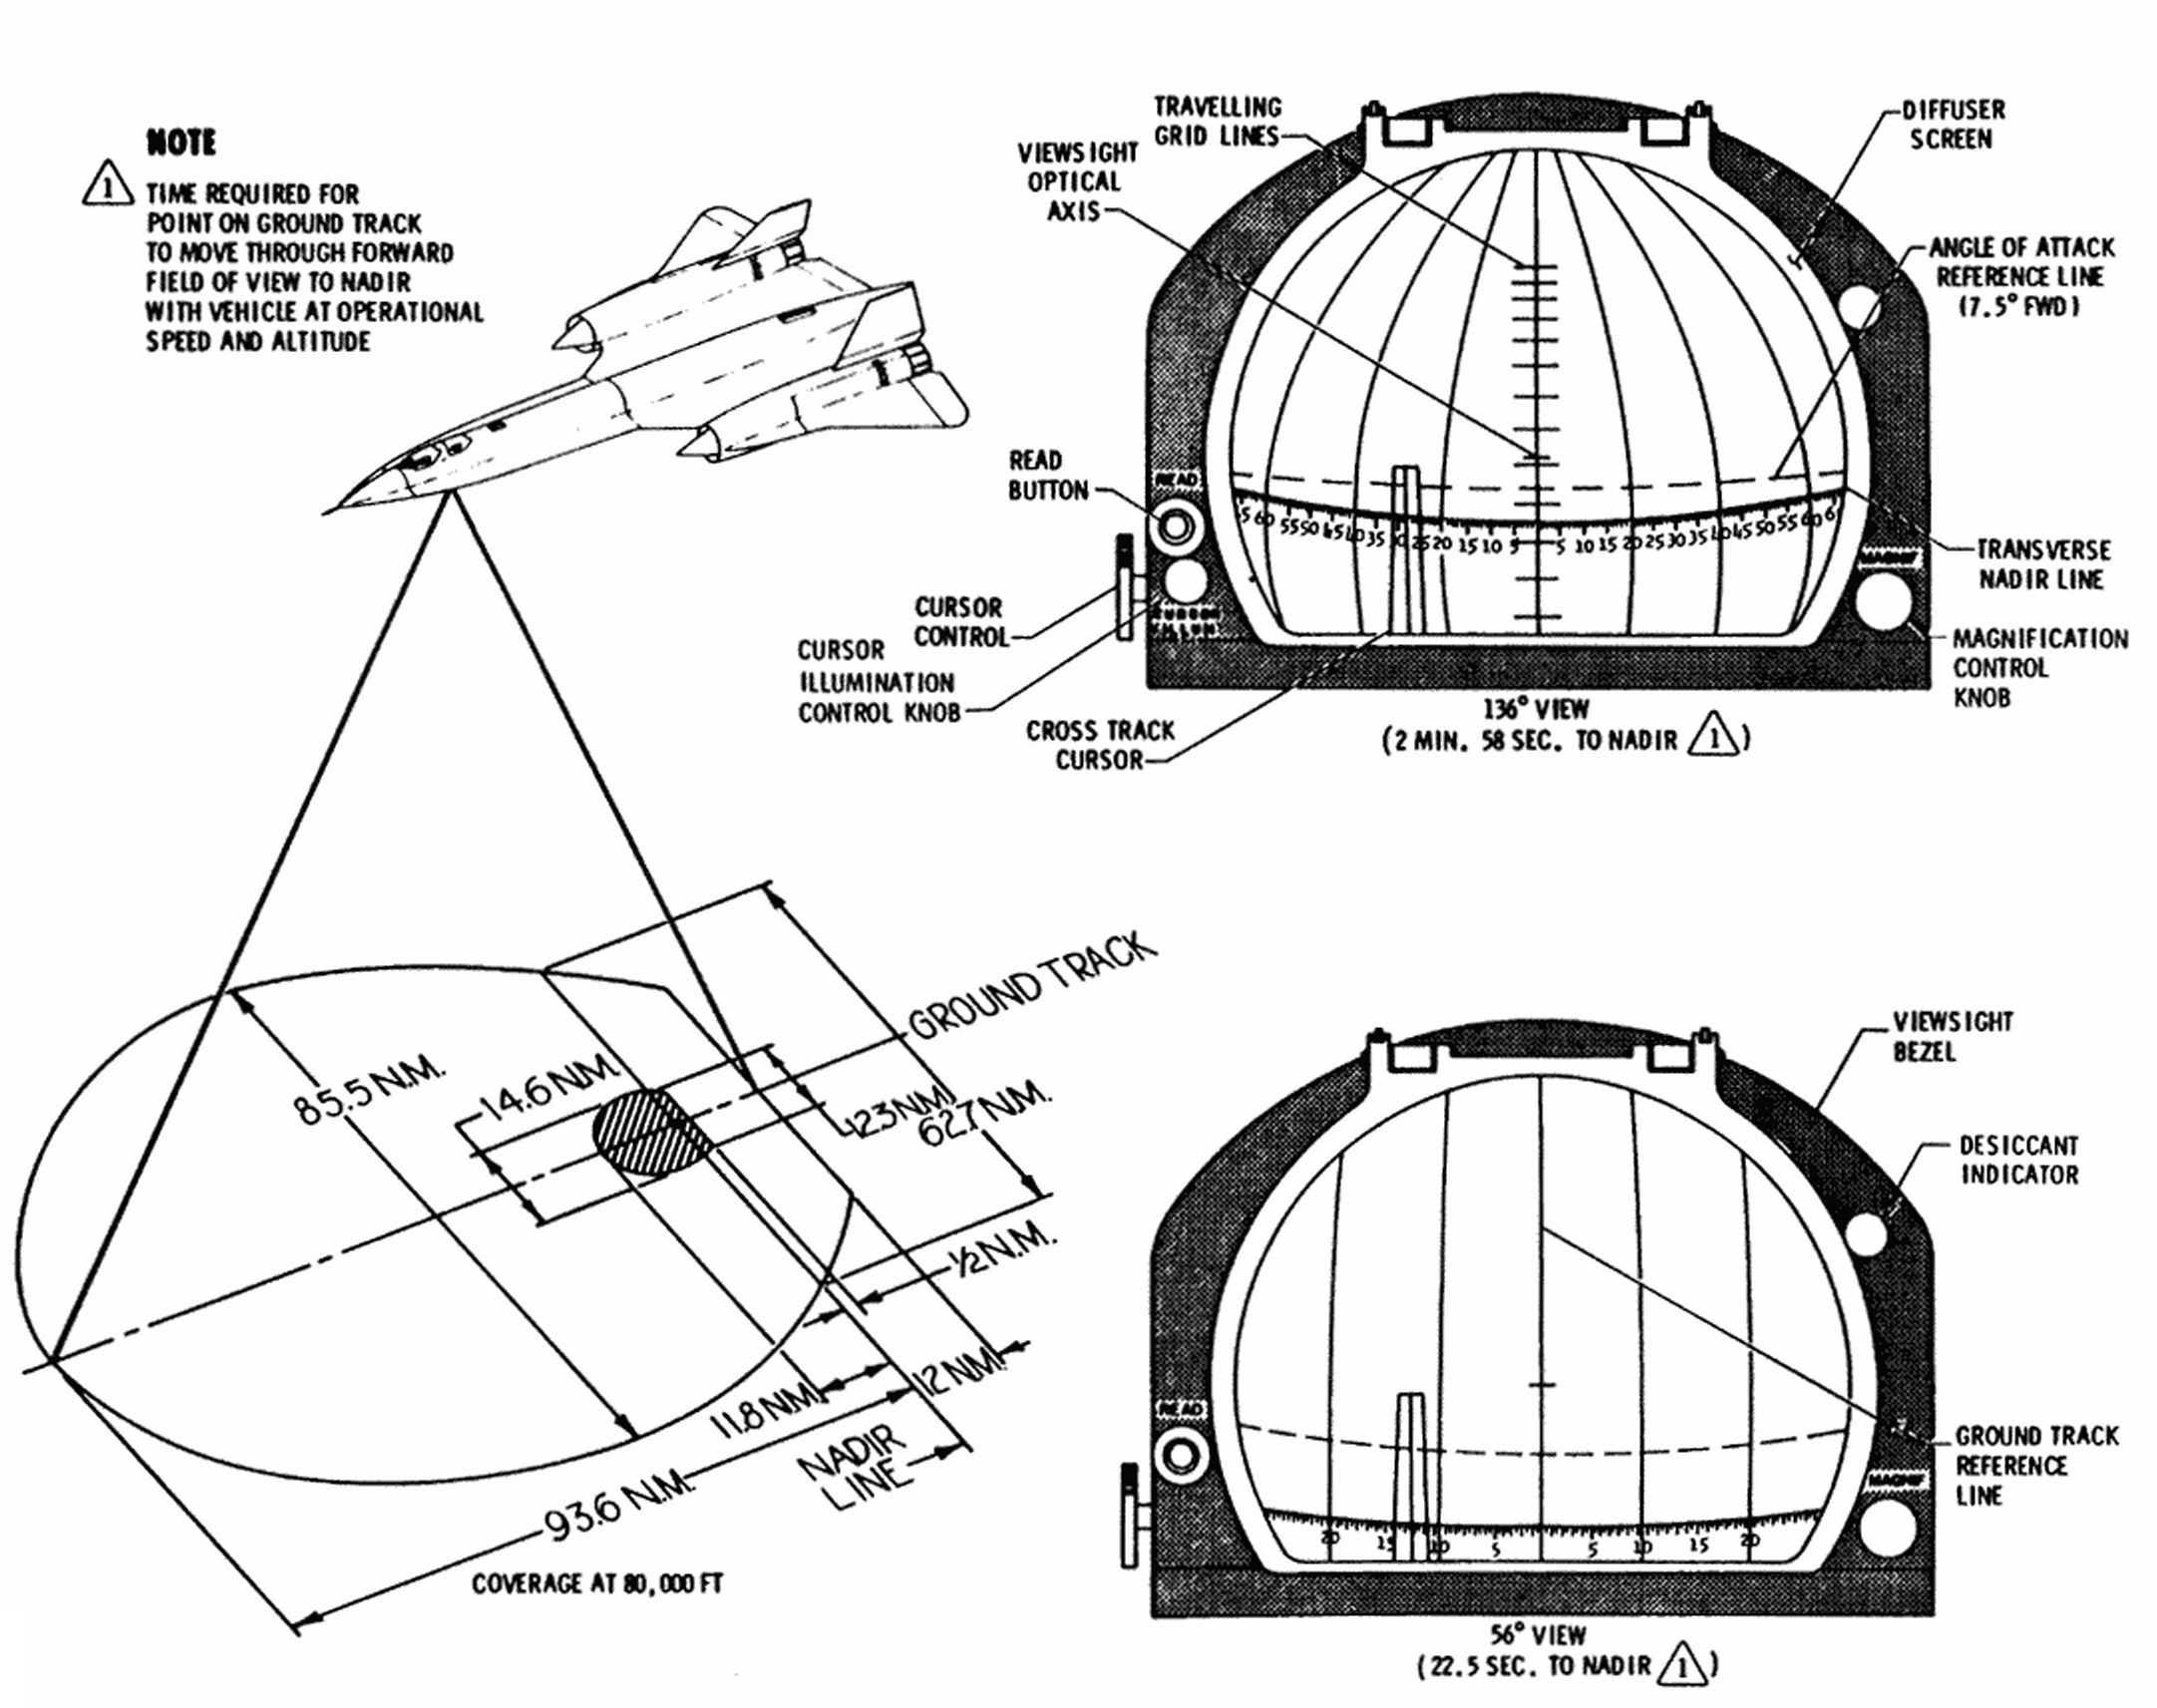 NOTE
1
TIME REQUIRED FOR
POINT ON GROUND TRACK
TO MOVE THROUGH FORWARD
FIELD OF VIEW TO NADIR
WITH VEHICLE AT OPERATIONAL
SPEED AND ALTITUDE
TRAVELLING
GRID LINES
VIEWSIGHT
OPTICAL
AXIS
DIFFUSER
SCREEN
ANGLE OF ATTACK
REFERENCE LINE
(7.5° FWD)
READ
BUTTON
READ
5 60 55 50 45 40 35 30 25 20 15 10 5 5 10 15 20 25 30 35 40 45 50 55 60 6
TRANSVERSE
NADIR LINE
MAGNIF
CURSOR
CONTROL
CURSOR
ILLUM
CURSOR
ILLUMINATION
CONTROL KNOB
MAGNIFICATION
CONTROL
KNOB
CROSS TRACK
CURSOR
136° VIEW
(2 MIN. 58 SEC. TO NADIR 1)
GROUND TRACK
85.5 N.M.
14.6 N.M.
12.3 N.M.
62.7 N.M.
1/2 N.M.
12 N.M.
11.8 N.M.
NADIR
LINE
93.6 N.M.
COVERAGE AT 80,000 FT
VIEWSIGHT
BEZEL
DESICCANT
INDICATOR
READ
GROUND TRACK
REFERENCE
LINE
MAGNIF
20 15 10 5 5 10 15 20
56° VIEW
(22.5 SEC. TO NADIR 1)